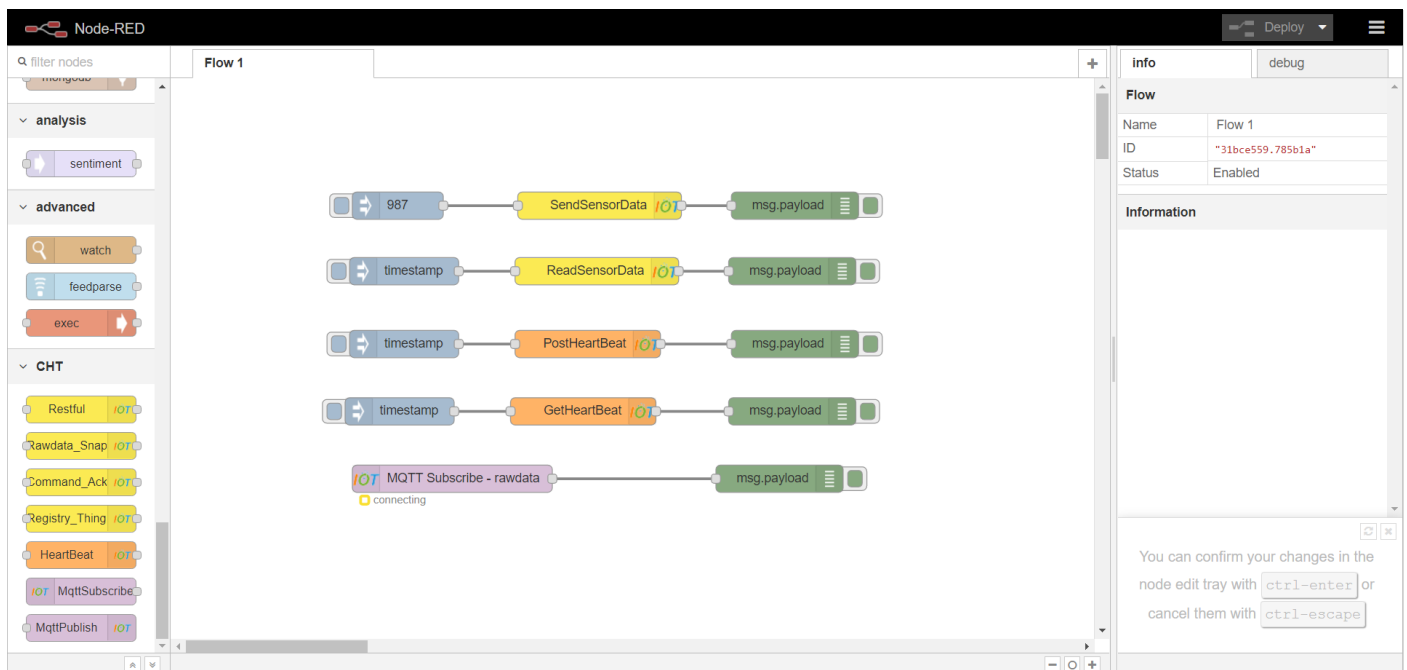 Node-RED
Deploy
filter nodes
Flow 1
info
debug
mongodb
analysis
sentiment
advanced
watch
feedparse
exec
CHT
Restful IOT
Rawdata_Snap IOT
Command_Ack IOT
Registry_Thing IOT
HeartBeat IOT
IOT MqttSubscribe
MqttPublish IOT
987
SendSensorData IOT
msg.payload
timestamp
ReadSensorData IOT
msg.payload
timestamp
PostHeartBeat IOT
msg.payload
timestamp
GetHeartBeat IOT
msg.payload
IOT MQTT Subscribe - rawdata
msg.payload
connecting
Flow
Name Flow 1
ID "31bce559.785b1a"
Status Enabled
Information
You can confirm your changes in the
node edit tray with ctrl-enter or
cancel them with ctrl-escape